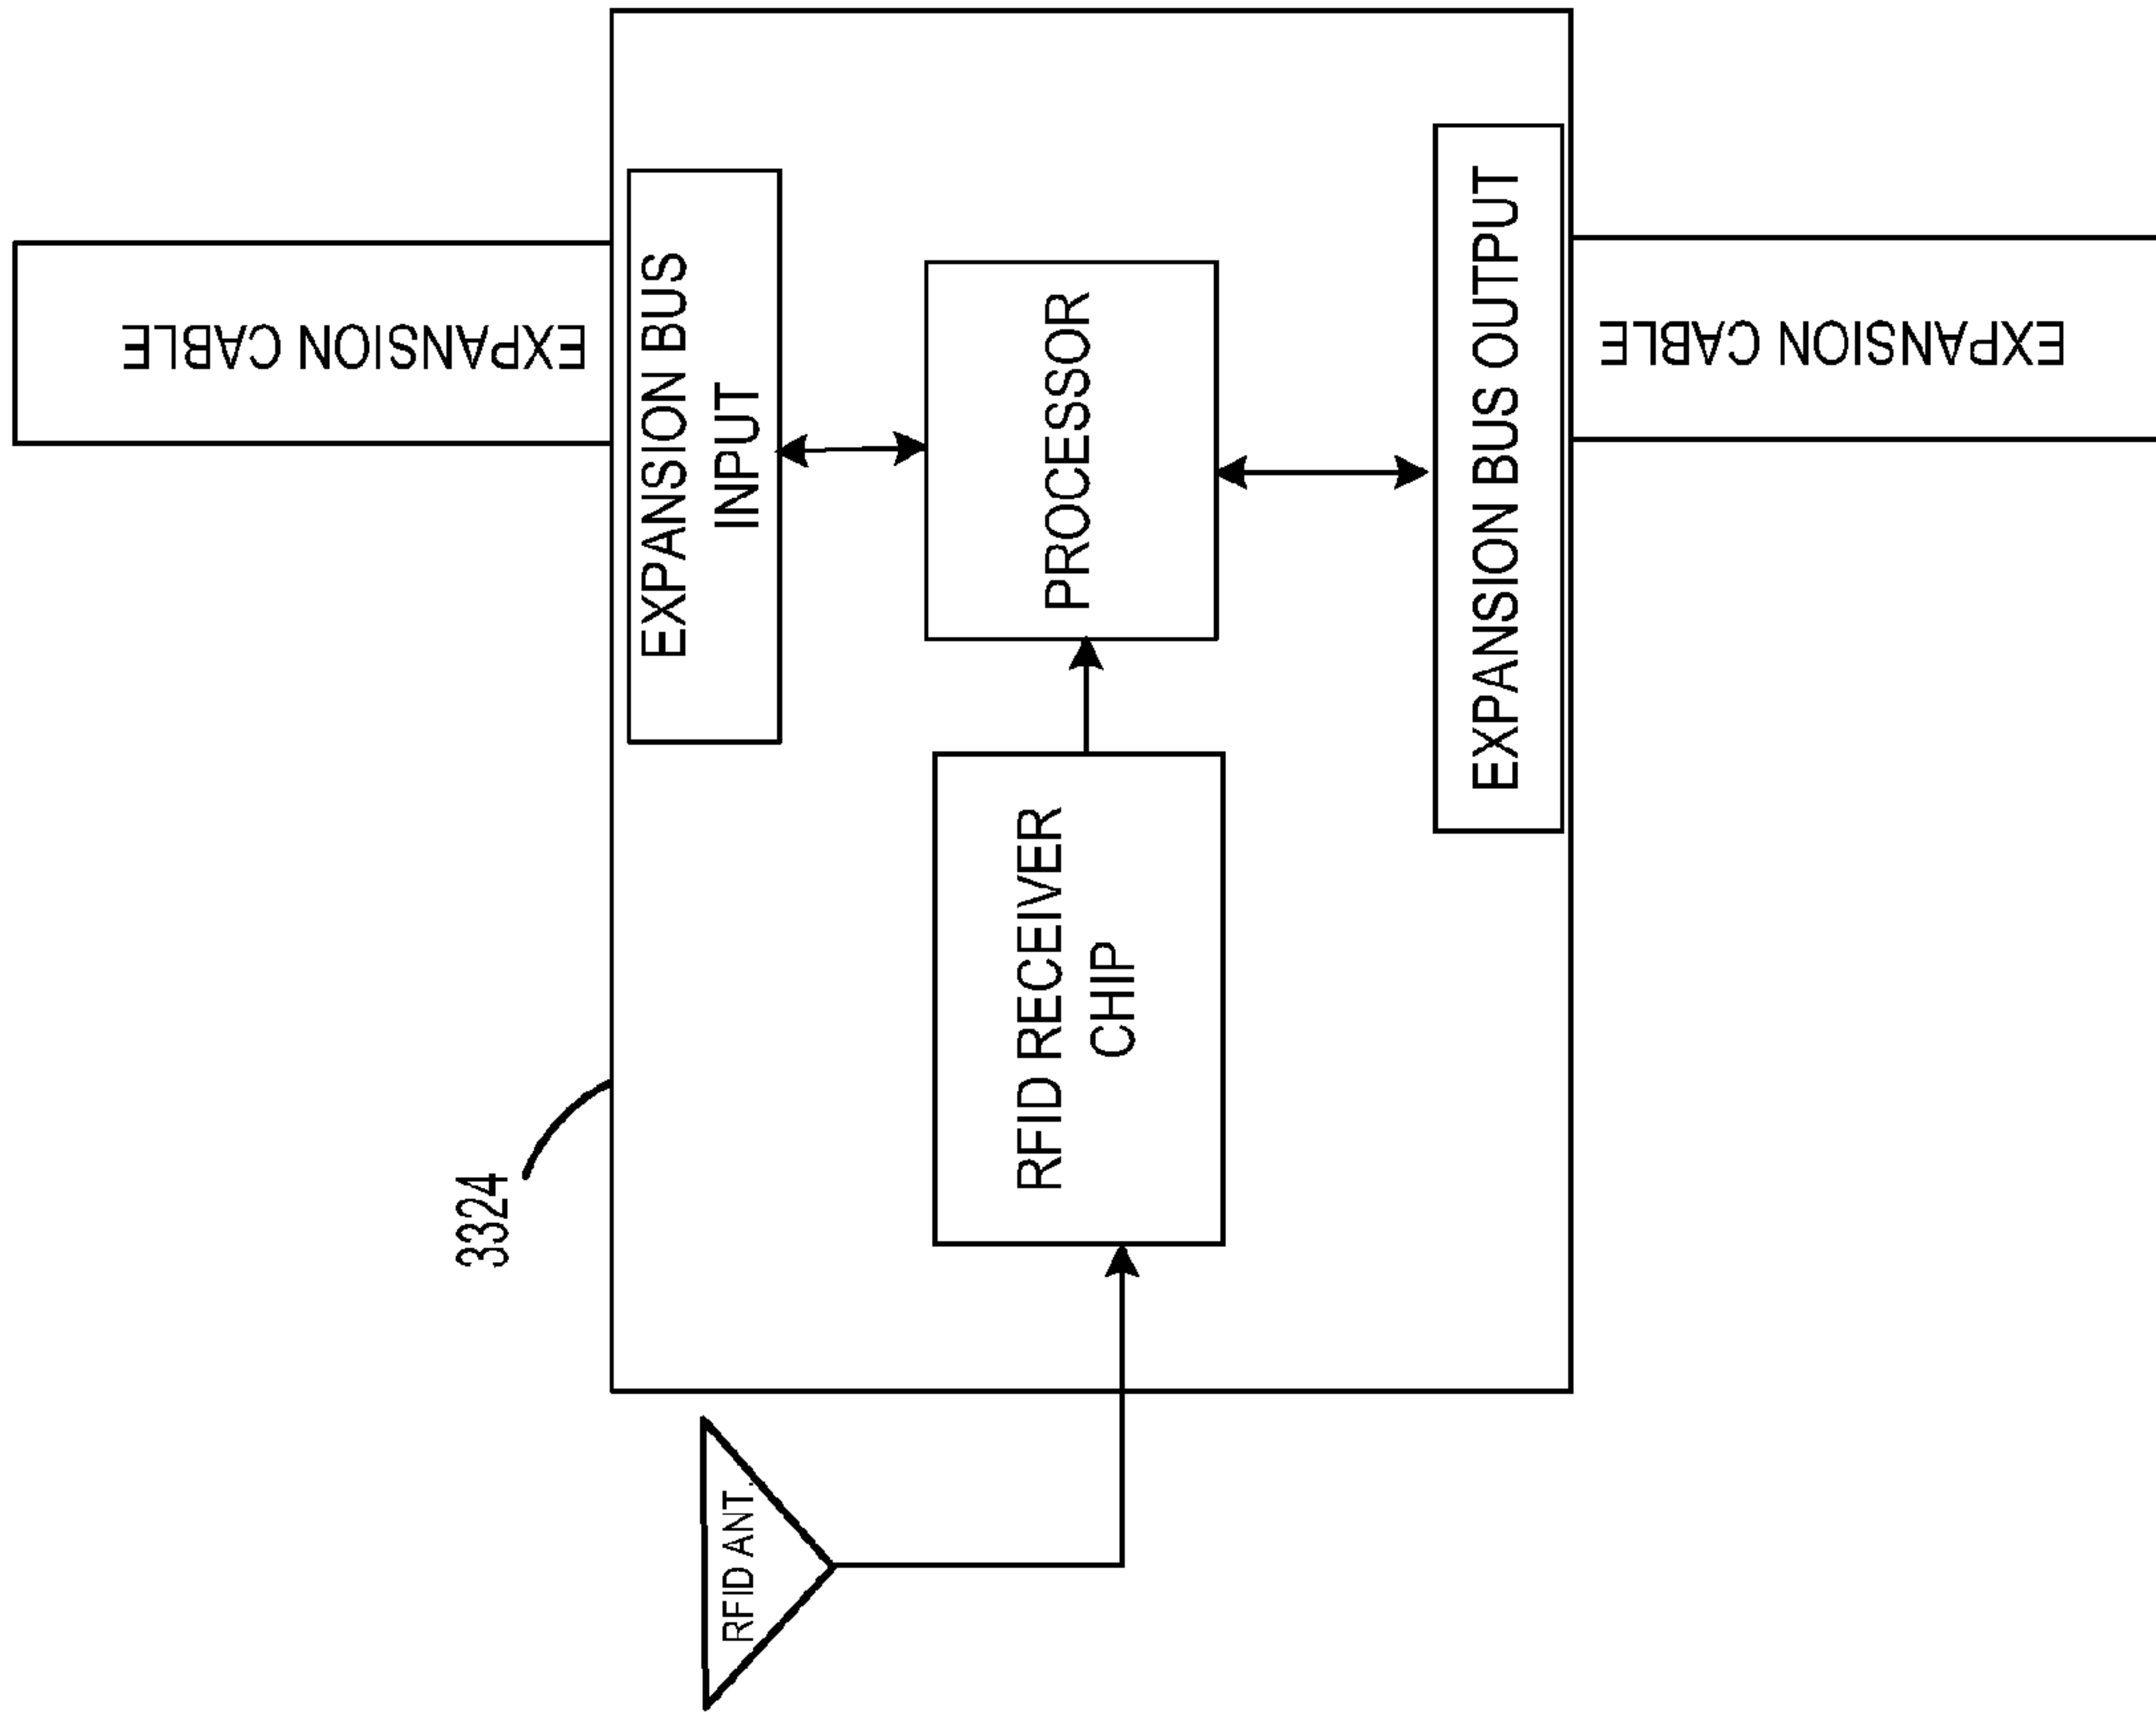 EXPANSION CABLE
EXPANSION BUS
INPUT
PROCESSOR
RFID RECEIVER
CHIP
EXPANSION BUS OUTPUT
EXPANSION CABLE
3324
RFID ANT.